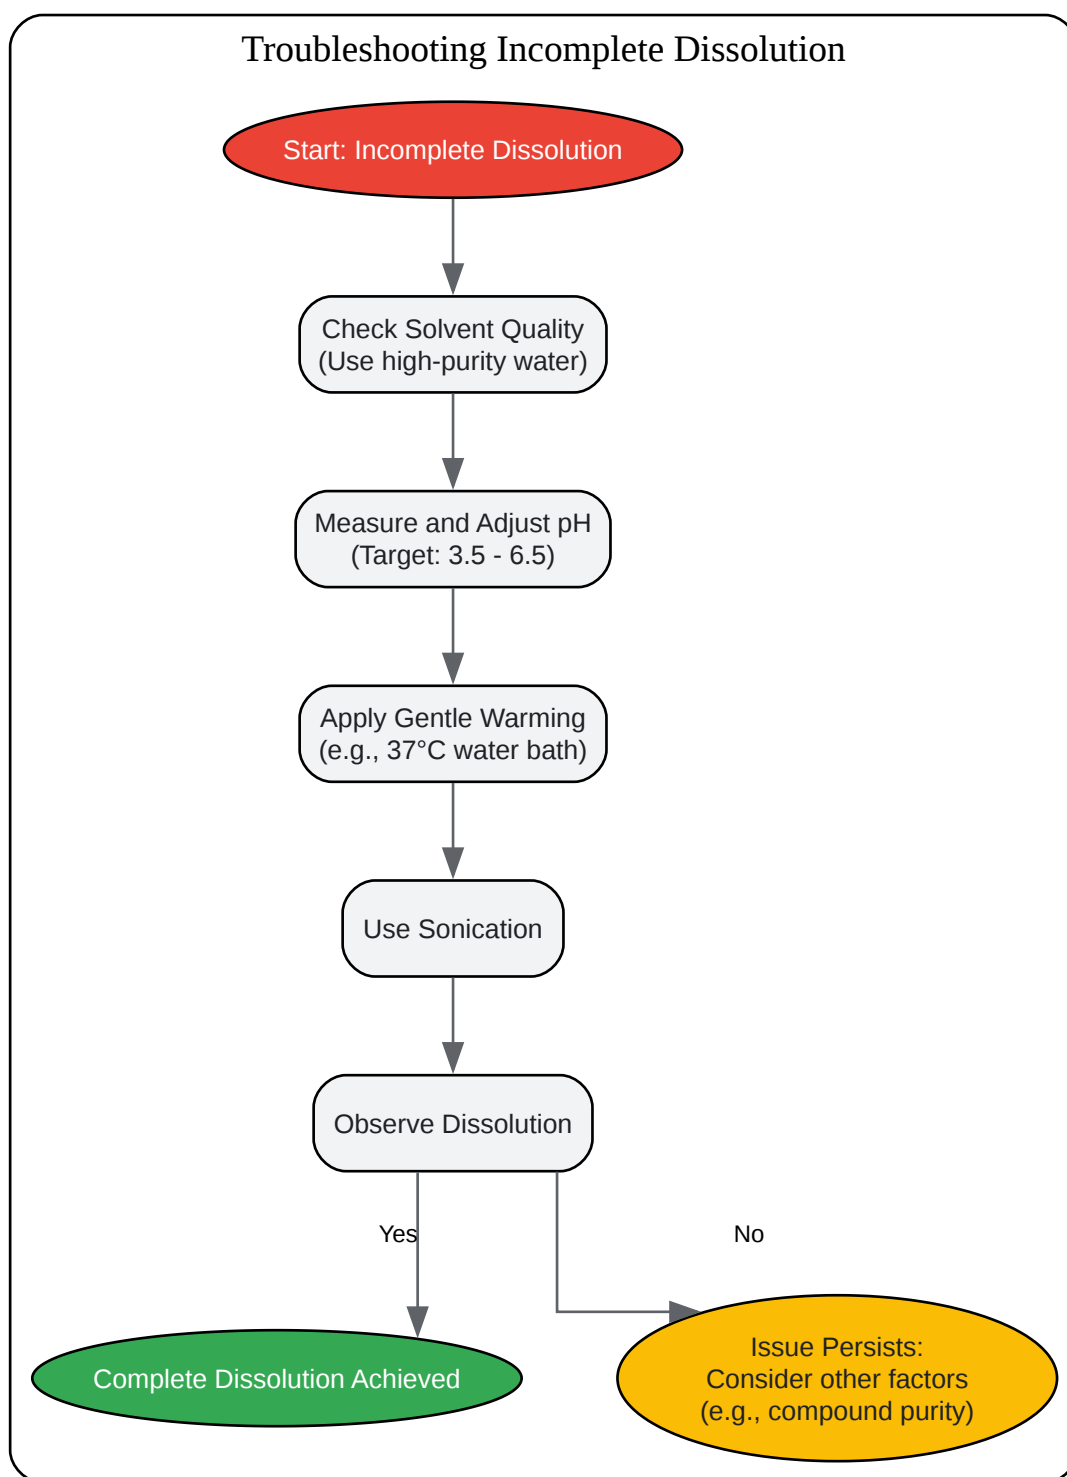 Troubleshooting Incomplete Dissolution
Start: Incomplete Dissolution
Check Solvent Quality
(Use high-purity water)
Measure and Adjust pH
(Target: 3.5 - 6.5)
Apply Gentle Warming
(e.g., 37°C water bath)
Use Sonication
Observe Dissolution
Yes
No
Complete Dissolution Achieved
Issue Persists:
Consider other factors
(e.g., compound purity)